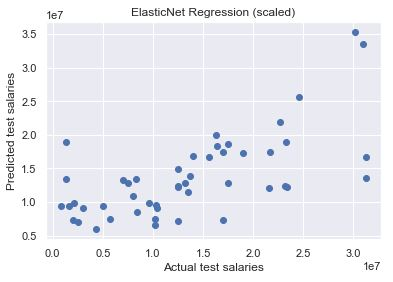 ElasticNet Regression (scaled)
1e7
3.5
3.0
2.5
2.0
1.5
1.0
0.5
Predicted test salaries
0.0 0.5 1.0 1.5 2.0 2.5 3.0
Actual test salaries
1e7